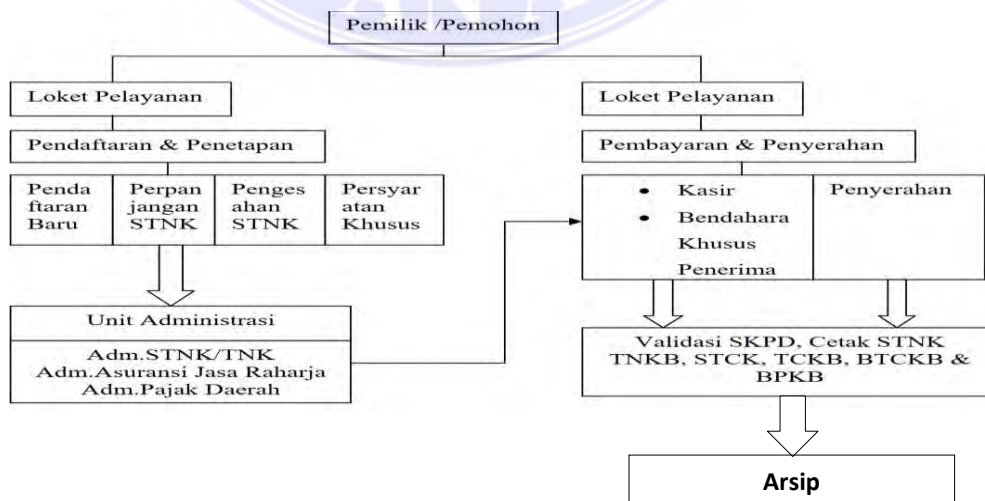 Pemilik /Pemohon
Loket Pelayanan
Pendaftaran & Penetapan
Penda
ftaran
Baru
Perpan
jangan
STNK
Penges
ahan
STNK
Persyar
atan
Khusus
Unit Administrasi
Adm.STNK/TNK
Adm.Asuransi Jasa Raharja
Adm.Pajak Daerah
Loket Pelayanan
Pembayaran & Penyerahan
• Kasir
• Bendahara
Khusus
Penerima
Penyerahan
Validasi SKPD, Cetak STNK
TNKB, STCK, TCKB, BTCKB &
BPKB
Arsip